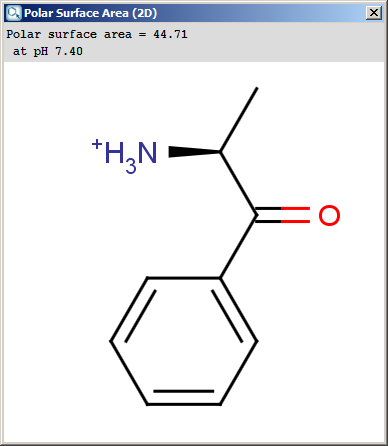 Polar Surface Area (2D)
Polar surface area = 44.71
at pH 7.40
+H3N
O